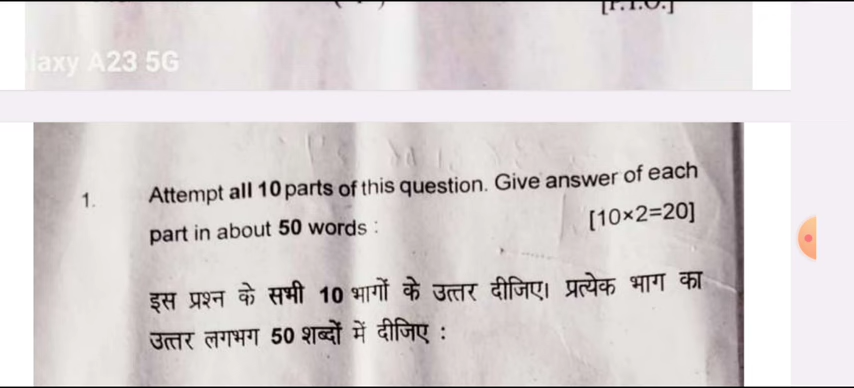 [P.T.O.]
laxy A23 5G
1. Attempt all 10 parts of this question. Give answer of each
part in about 50 words : [10×2=20]
इस प्रश्न के सभी 10 भागों के उत्तर दीजिए। प्रत्येक भाग का
उत्तर लगभग 50 शब्दों में दीजिए :